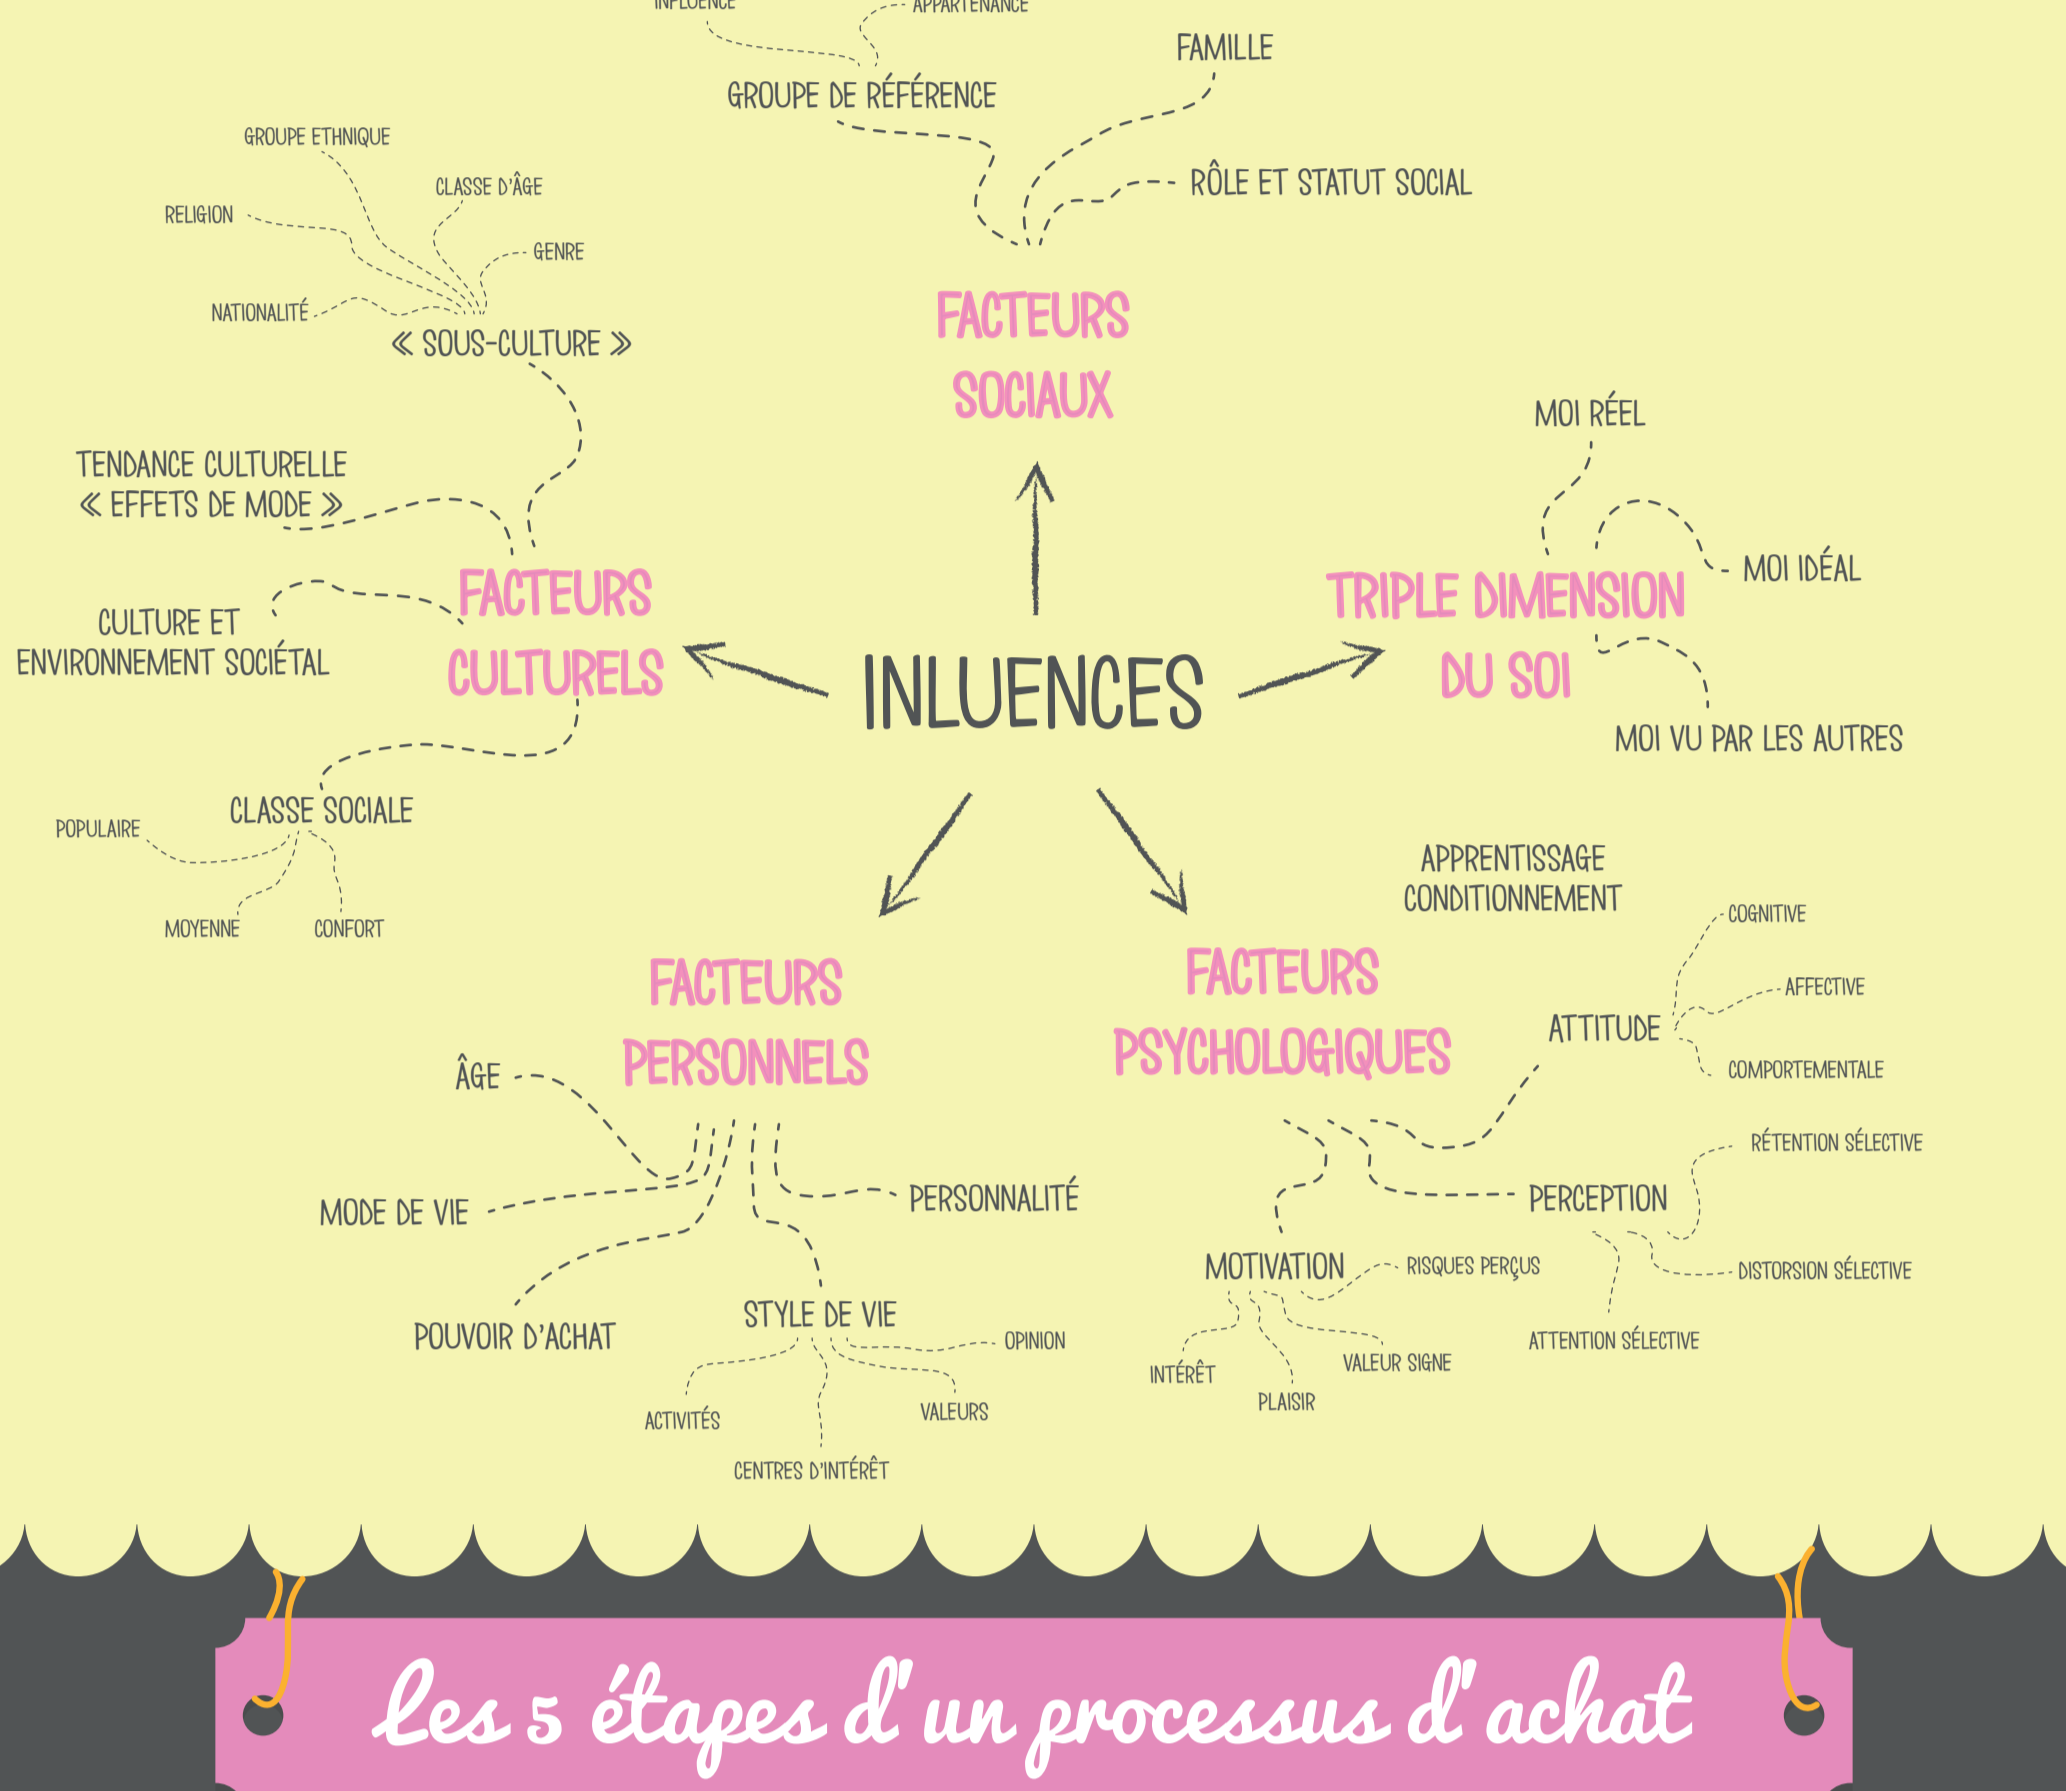 INFLUENCE
APPARTENANCE
FAMILLE
GROUPE DE RÉFÉRENCE
RÔLE ET STATUT SOCIAL
GROUPE ETHNIQUE
CLASSE D'ÂGE
RELIGION
GENRE
NATIONALITÉ
« SOUS-CULTURE »
FACTEURS
SOCIAUX
TENDANCE CULTURELLE
« EFFETS DE MODE »
FACTEURS
CULTURELS
CULTURE ET
ENVIRONNEMENT SOCIÉTAL
CLASSE SOCIALE
POPULAIRE
MOYENNE
CONFORT
INLUENCES
MOI RÉEL
MOI IDÉAL
TRIPLE DIMENSION
DU SOI
MOI VU PAR LES AUTRES
FACTEURS
PERSONNELS
ÂGE
MODE DE VIE
POUVOIR D'ACHAT
PERSONNALITÉ
STYLE DE VIE
OPINION
ACTIVITÉS
VALEURS
CENTRES D'INTÉRÊT
APPRENTISSAGE
CONDITIONNEMENT
FACTEURS
PSYCHOLOGIQUES
COGNITIVE
AFFECTIVE
ATTITUDE
COMPORTEMENTALE
RÉTENTION SÉLECTIVE
PERCEPTION
DISTORSION SÉLECTIVE
ATTENTION SÉLECTIVE
MOTIVATION
RISQUES PERÇUS
INTÉRÊT
VALEUR SIGNE
PLAISIR
Les 5 étapes d'un processus d'achat